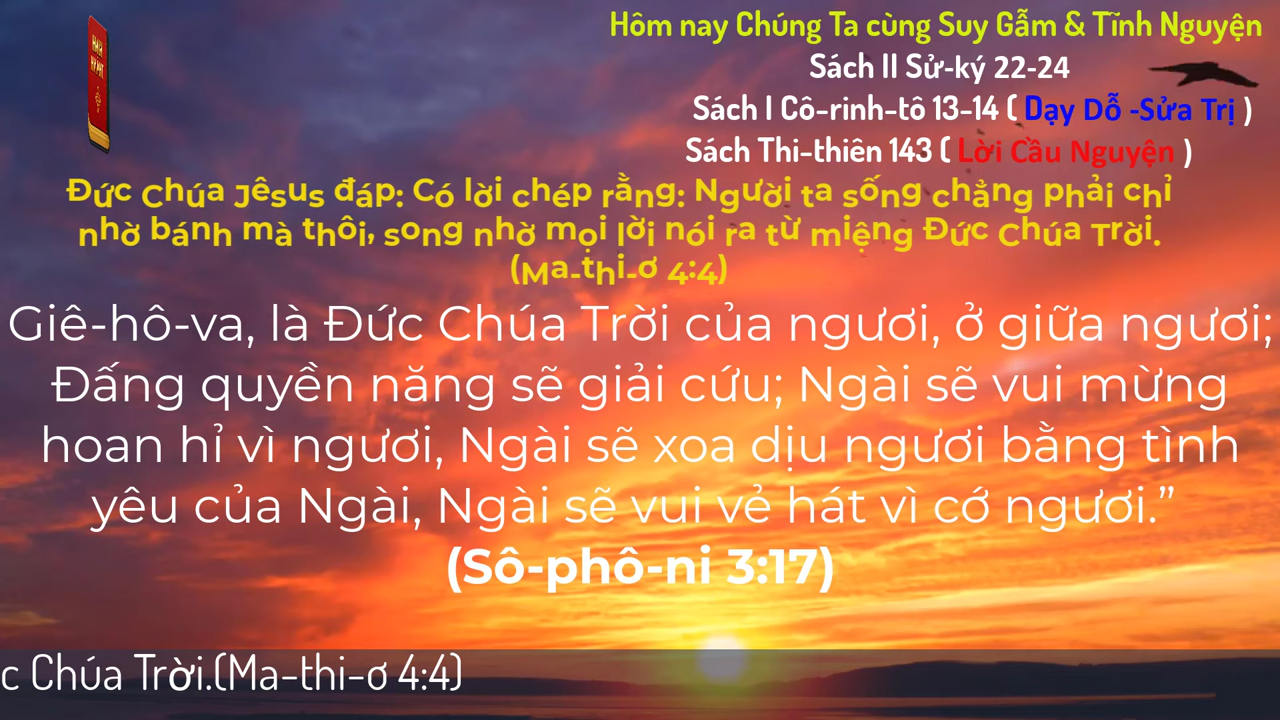 Hôm nay Chúng Ta cùng Suy Gẫm & Tĩnh Nguyện
Sách II Sử-ký 22-24
Sách I Cô-rinh-tô 13-14 ( Dạy Dỗ -Sửa Trị )
Sách Thi-thiên 143 ( Lời Cầu Nguyện )
Đức Chúa Jêsus đáp: Có lời chép rằng: Người ta sống chẳng phải chỉ
nhờ bánh mà thôi, song nhờ mọi lời nói ra từ miệng Đức Chúa Trời.
(Ma-thi-ơ 4:4)
Giê-hô-va, là Đức Chúa Trời của ngươi, ở giữa ngươi;
Đấng quyền năng sẽ giải cứu; Ngài sẽ vui mừng
hoan hỉ vì ngươi, Ngài sẽ xoa dịu ngươi bằng tình
yêu của Ngài, Ngài sẽ vui vẻ hát vì cớ ngươi.”
(Sô-phô-ni 3:17)
c Chúa Trời.(Ma-thi-ơ 4:4)